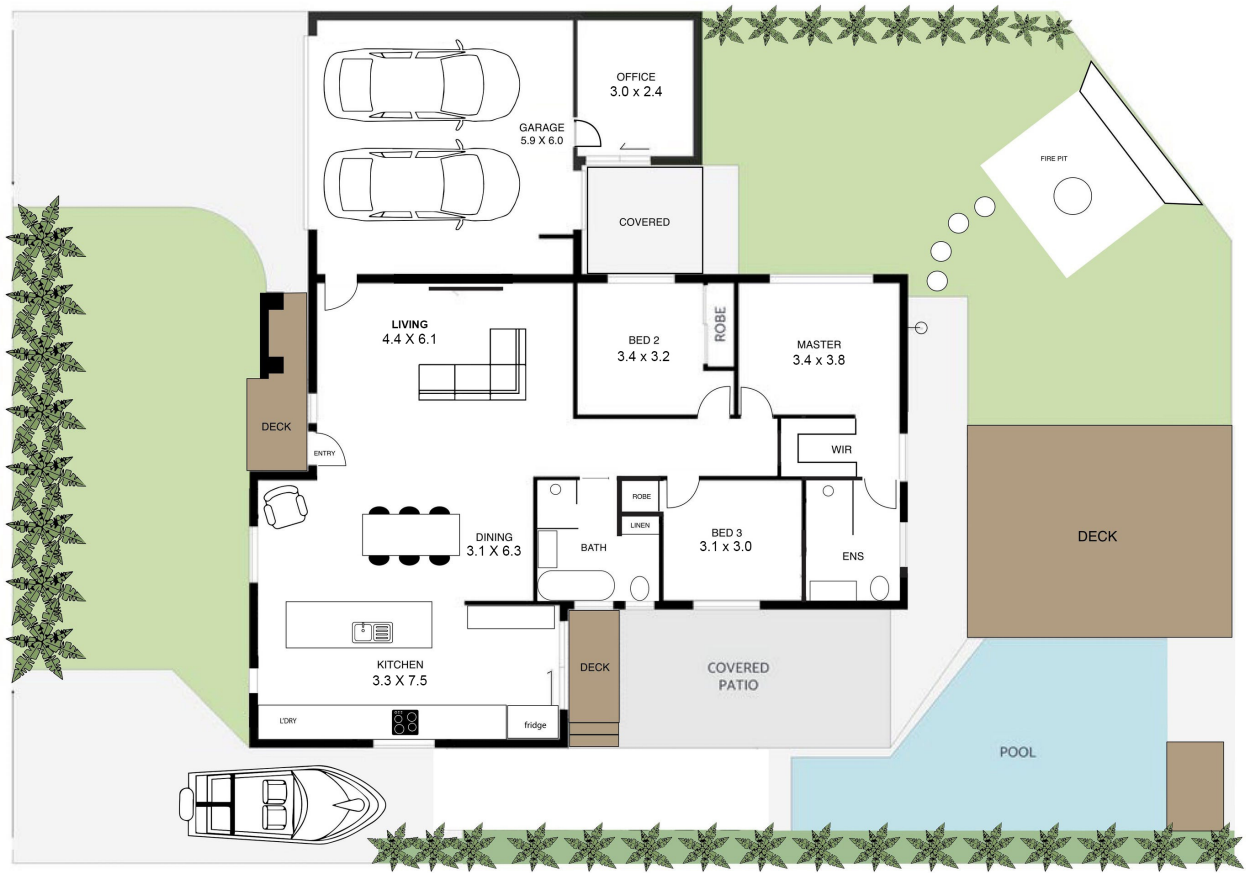 OFFICE
3.0 x 2.4
GARAGE
5.9 X 6.0
FIRE PIT
COVERED
LIVING
4.4 X 6.1
BED 2
3.4 x 3.2
ROBE
MASTER
3.4 x 3.8
DECK
ENTRY
WIR
ROBE
LINEN
BED 3
3.1 x 3.0
DINING
3.1 X 6.3
BATH
ENS
DECK
KITCHEN
3.3 X 7.5
DECK
COVERED
PATIO
L'DRY
fridge
POOL